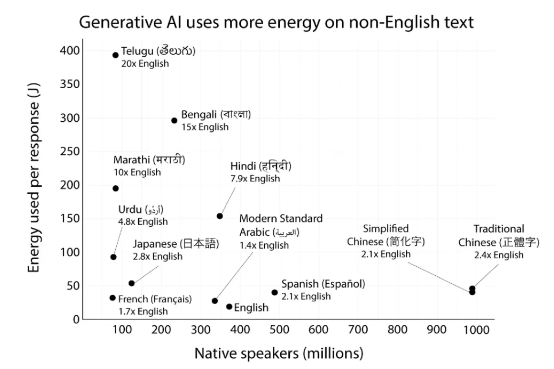 Generative AI uses more energy on non-English text
Energy used per response (J)
400
350
300
250
200
150
100
50
0
Telugu (తెలుగు)
20x English
Bengali (বাংলা)
15x English
Marathi (मराठी)
10x English
Hindi (हिन्दी)
7.9x English
Urdu (اُردُو)
4.8x English
Modern Standard
Arabic (العربية)
1.4x English
Simplified
Chinese (简化字)
2.1x English
Traditional
Chinese (正體字)
2.4x English
Japanese (日本語)
2.8x English
Spanish (Español)
2.1x English
French (Français)
1.7x English
English
100 200 300 400 500 600 700 800 900 1000
Native speakers (millions)